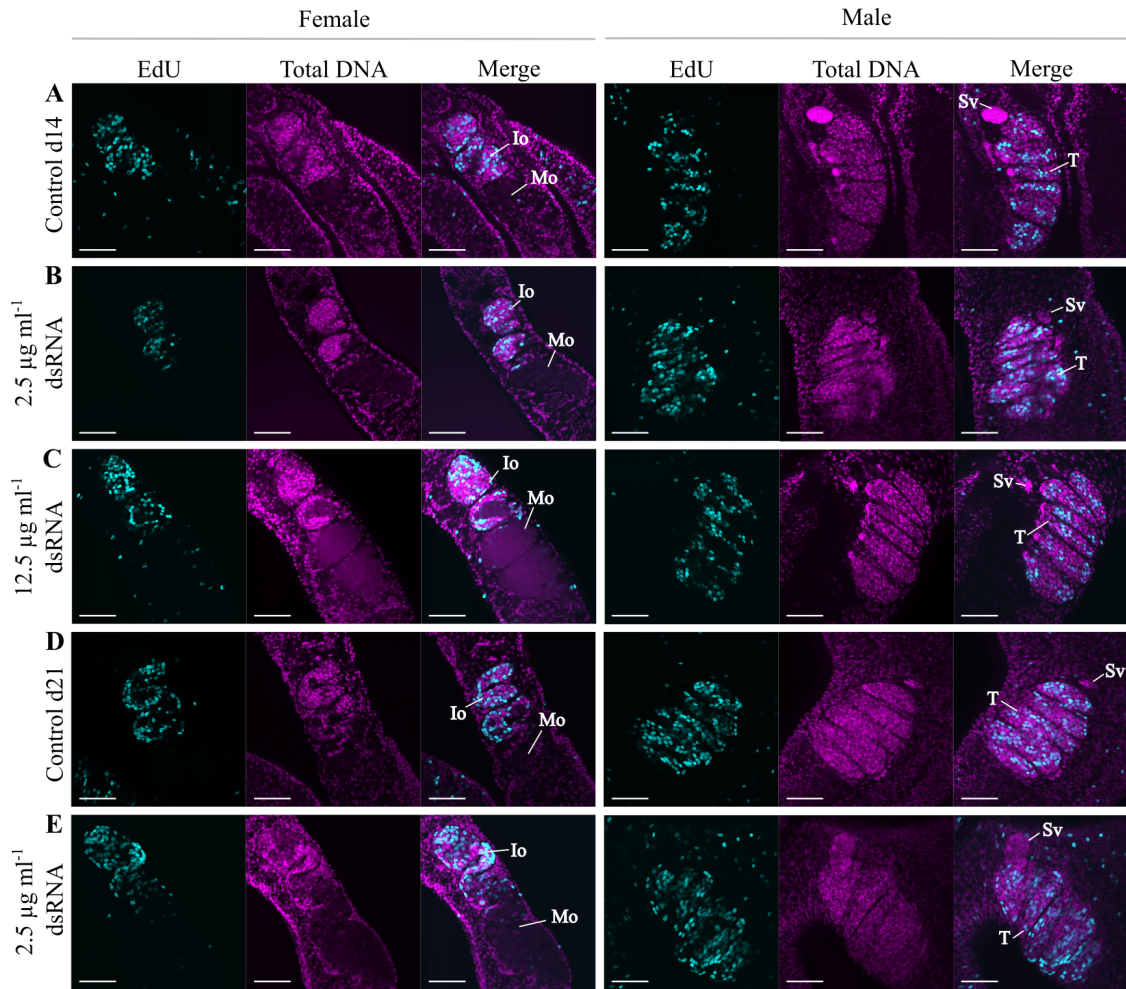 Female Male
EdU Total DNA Merge EdU Total DNA Merge
A
Control d14
Io
Mo
Sv
T
B
2.5 µg ml⁻¹
dsRNA
Io
Mo
Sv
T
C
12.5 µg ml⁻¹
dsRNA
Io
Mo
Sv
T
D
Control d21
Io
Mo
Sv
T
E
2.5 µg ml⁻¹
dsRNA
Io
Mo
Sv
T